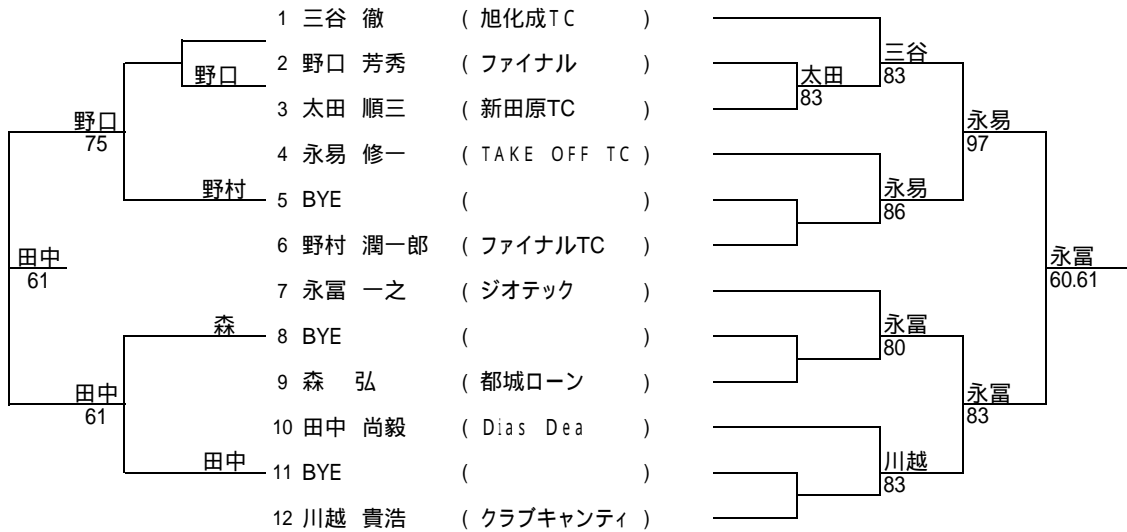 1 三谷 徹 ( 旭化成TC )
三谷
83
2 野口 芳秀 ( ファイナル )
野口
太田
83
3 太田 順三 ( 新田原TC )
野口
75
永易
97
4 永易 修一 ( TAKE OFF TC )
野村
永易
86
5 BYE ( )
6 野村 潤一郎 ( ファイナルTC )
田中
61
永冨
60.61
7 永冨 一之 ( ジオテック )
森
永冨
80
8 BYE ( )
9 森 弘 ( 都城ローン )
田中
61
永冨
83
10 田中 尚毅 ( Dias Dea )
田中
川越
83
11 BYE ( )
12 川越 貴浩 ( クラブキャンティ )